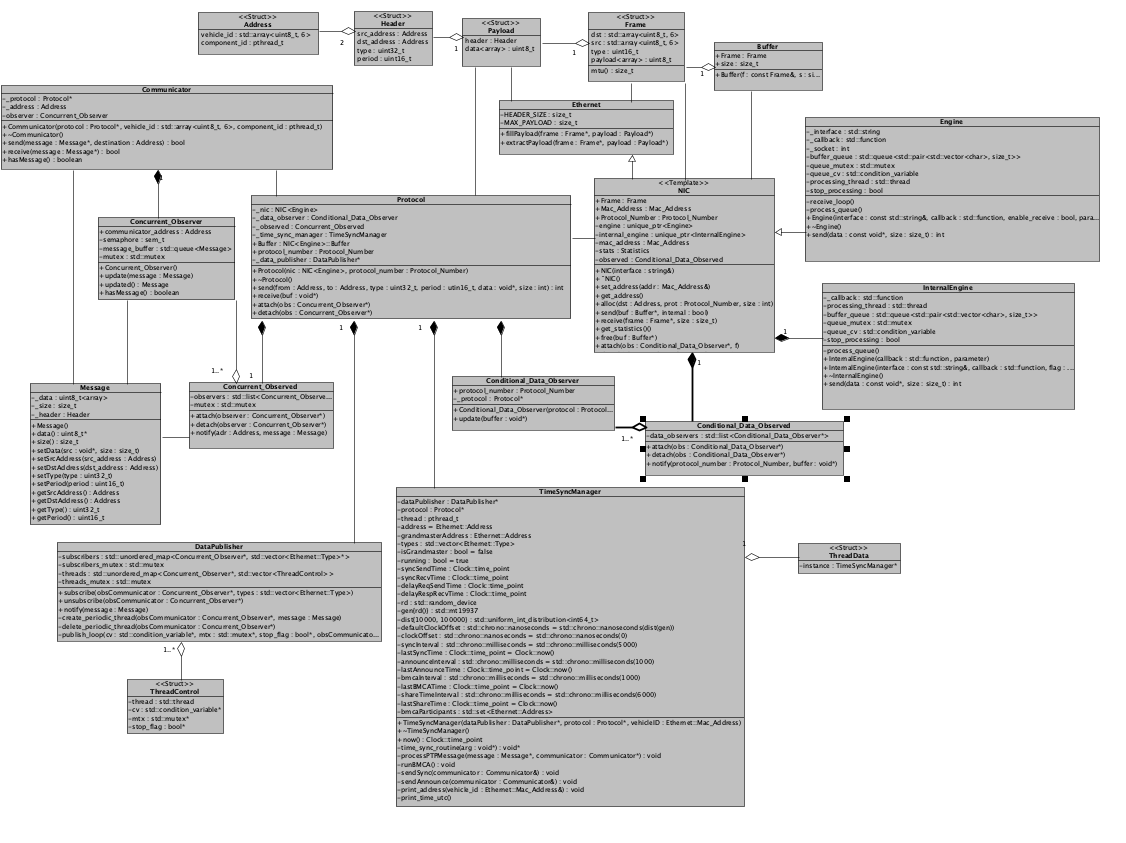 <<Struct>>
Address
vehicle_id : std::array<uint8_t, 6>
component_id : pthread_t
2
<<Struct>>
Header
src_address : Address
dst_address : Address
type : uint32_t
period : uint16_t
1
<<Struct>>
Payload
header : Header
data<array> : uint8_t
1
<<Struct>>
Frame
dst : std::array<uint8_t, 6>
src : std::array<uint8_t, 6>
type : uint16_t
payload<array> : uint8_t
mtu() : size_t
1
Buffer
+Frame : Frame
+size : size_t
+Buffer(f : const Frame&, s : si...
Communicator
-_protocol : Protocol*
-_address : Address
-observer : Concurrent_Observer
+Communicator(protocol : Protocol*, vehicle_id : std::array<uint8_t, 6>, component_id : pthread_t)
+~Communicator()
+send(message : Message*, destination : Address) : bool
+receive(message : Message*) : bool
+hasMessage() : boolean
Ethernet
-HEADER_SIZE : size_t
-MAX_PAYLOAD : size_t
+fillPayload(frame : Frame*, payload : Payload*)
+extractPayload(frame : Frame*, payload : Payload*)
Engine
-_interface : std::string
-_callback : std::function
-_socket : int
-buffer_queue : std::queue<std::pair<std::vector<char>, size_t>>
-queue_mutex : std::mutex
-queue_cv : std::condition_variable
-processing_thread : std::thread
-stop_processing : bool
-receive_loop()
-process_queue()
+Engine(interface : const std::string&, callback : std::function, enable_receive : bool, para...
+~Engine()
+send(data : const void*, size : size_t) : int
Concurrent_Observer
+communicator_address : Address
-semaphore : sem_t
-message_buffer : std::queue<Message>
-mutex : std::mutex
+Concurrent_Observer()
+update(message : Message)
+updated() : Message
+hasMessage() : boolean
Protocol
-_nic : NIC<Engine>
-_data_observer : Conditional_Data_Observer
-_observed : Concurrent_Observed
-_time_sync_manager : TimeSyncManager
+Buffer : NIC<Engine>::Buffer
+protocol_number : Protocol_Number
-_data_publisher : DataPublisher*
+Protocol(nic : NIC<Engine>, protocol_number : Protocol_Number)
+~Protocol()
+send(from : Address, to : Address, type : uint32_t, period : utin16_t, data : void*, size : int) : int
+receive(buf : void*)
+attach(obs : Concurrent_Observer*)
+detach(obs : Concurrent_Observer*)
<<Template>>
NIC
+Frame : Frame
+Mac_Address : Mac_Address
+Protocol_Number : Protocol_Number
-engine : unique_ptr<Engine>
-internal_engine : unique_ptr<InternalEngine>
-mac_address : Mac_Address
-stats : Statistics
-observed : Conditional_Data_Observed
+NIC(interface : string&)
+~NIC()
+set_address(addr : Mac_Address&)
+get_address()
+alloc(dst : Address, prot : Protocol_Number, size : int)
+send(buf : Buffer*, internal : bool)
+receive(frame : Frame*, size : size_t)
+get_statistics()()
+free(buf : Buffer*)
+attach(obs : Conditional_Data_Observer*, f)
InternalEngine
-_callback : std::function
-processing_thread : std::thread
-buffer_queue : std::queue<std::pair<std::vector<char>, size_t>>
-queue_mutex : std::mutex
-queue_cv : std::condition_variable
-stop_processing : bool
-process_queue()
+InternalEngine(callback : std::function, parameter)
+InternalEngine(interface : const std::string&, callback : std::function, flag : ...
+~InternalEngine()
+send(data : const void*, size : size_t) : int
1
1
1
1
1
1..*
1
Message
-_data : uint8_t<array>
-_size : size_t
-_header : Header
+Message()
+data() : uint8_t*
+size() : size_t
+setData(src : void*, size : size_t)
+setSrcAddress(src_address : Address)
+setDstAddress(dst_address : Address)
+setType(type : uint32_t)
+setPeriod(period : uint16_t)
+getSrcAddress() : Address
+getDstAddress() : Address
+getType() : uint32_t
+getPeriod() : uint16_t
Concurrent_Observed
-observers : std::list<Concurrent_Observe...
-mutex : std::mutex
+attach(observer : Concurrent_Observer*)
+detach(observer : Concurrent_Observer*)
+notify(adr : Address, message : Message)
Conditional_Data_Observer
+protocol_number : Protocol_Number
-_protocol : Protocol*
+Conditional_Data_Observer(protocol : Protocol...
+update(buffer : void*)
1..*
Conditional_Data_Observed
-data_observers : std::list<Conditional_Data_Observer*>
+attach(obs : Conditional_Data_Observer*)
+detach(obs : Conditional_Data_Observer*)
+notify(protocol_number : Protocol_Number, buffer: void*)
TimeSyncManager
-dataPublisher : DataPublisher*
-protocol : Protocol*
-thread : pthread_t
-address = Ethernet::Address
-grandmasterAddress : Ethernet::Address
-types : std::vector<Ethernet::Type>
-isGrandmaster : bool = false
-running : bool = true
-syncSendTime : Clock::time_point
-syncRecvTime : Clock::time_point
-delayReqSendTime : Clock::time_point
-delayRespRecvTime : Clock::time_point
-rd : std::random_device
-gen(rd()) : std::mt19937
-dist(10000, 100000) : std::uniform_int_distribution<int64_t>
-defaultClockOffset : std::chrono::nanoseconds = std::chrono::nanoseconds(dist(gen))
-clockOffset : std::chrono::nanoseconds = std::chrono::nanoseconds(0)
-syncInterval : std::chrono::milliseconds = std::chrono::milliseconds(5000)
-lastSyncTime : Clock::time_point = Clock::now()
-announceInterval : std::chrono::milliseconds = std::chrono::milliseconds(1000)
-lastAnnounceTime : Clock::time_point = Clock::now()
-bmcaInterval : std::chrono::milliseconds = std::chrono::milliseconds(1000)
-lastBMCATime : Clock::time_point = Clock::now()
-shareTimeInterval : std::chrono::milliseconds = std::chrono::milliseconds(6000)
-lastShareTime : Clock::time_point = Clock::now()
-bmcaParticipants : std::set<Ethernet::Address>
+TimeSyncManager(dataPublisher : DataPublisher*, protocol : Protocol*, vehicleID : Ethernet::Mac_Address)
+~TimeSyncManager()
+now() : Clock::time_point
-time_sync_routine(arg : void*) : void*
-processPTPMessage(message : Message*, communicator : Communicator*) : void
-runBMCA() : void
-sendSync(communicator : Communicator&) : void
-sendAnnounce(communicator : Communicator&) : void
-print_address(vehicle_id : Ethernet::Mac_Address&) : void
-print_time_utc()
1
<<Struct>>
ThreadData
-instance : TimeSyncManager*
DataPublisher
-subscribers : std::unordered_map<Concurrent_Observer*, std::vector<Ethernet::Type>*>
-subscribers_mutex : std::mutex
-threads : std::unordered_map<Concurrent_Observer*, std::vector<ThreadControl>>
-threads_mutex : std::mutex
+subscribe(obsCommunicator : Concurrent_Observer*, types : std::vector<Ethernet::Type>)
+unsubscribe(obsCommunicator : Concurrent_Observer*)
+notify(message : Message)
-create_periodic_thread(obsCommunicator : Concurrent_Observer*, message : Message)
-delete_periodic_thread(obsCommunicator : Concurrent_Observer*)
-publish_loop(cv : std::condition_variable*, mtx : std::mutex*, stop_flag : bool*, obsCommunicato...
1..*
<<Struct>>
ThreadControl
-thread : std::thread
-cv : std::condition_variable*
-mtx : std::mutex*
-stop_flag : bool*